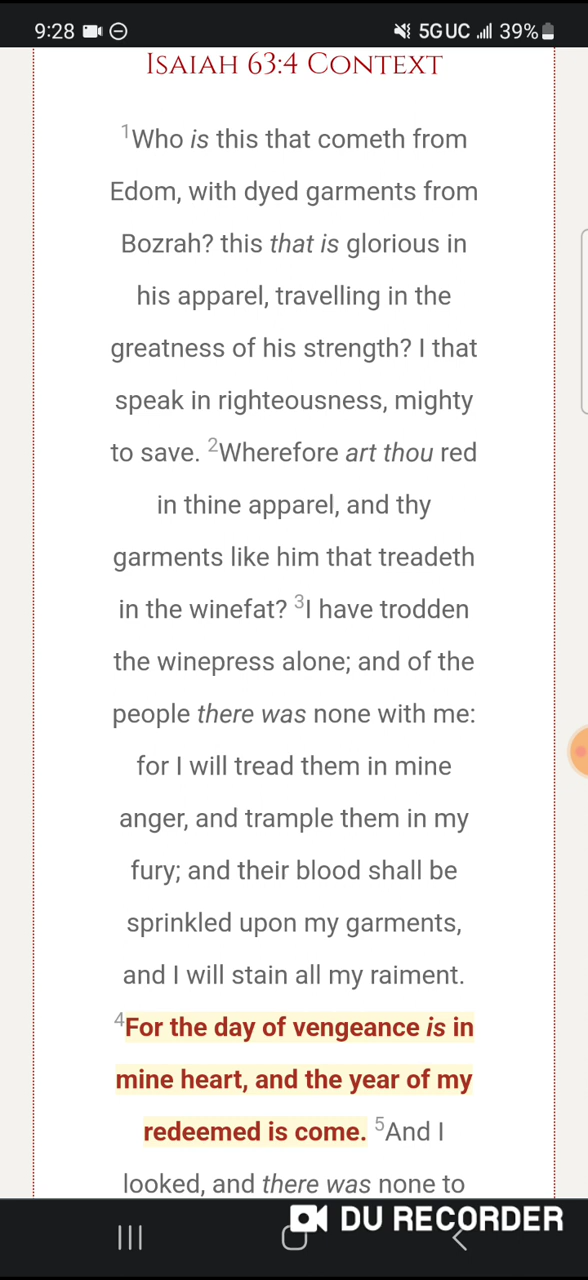 9:28 5GUC 39%
ISAIAH 63:4 CONTEXT
1Who is this that cometh from
Edom, with dyed garments from
Bozrah? this that is glorious in
his apparel, travelling in the
greatness of his strength? I that
speak in righteousness, mighty
to save. 2Wherefore art thou red
in thine apparel, and thy
garments like him that treadeth
in the winefat? 3I have trodden
the winepress alone; and of the
people there was none with me:
for I will tread them in mine
anger, and trample them in my
fury; and their blood shall be
sprinkled upon my garments,
and I will stain all my raiment.
4For the day of vengeance is in
mine heart, and the year of my
redeemed is come. 5And I
looked, and there was none to
DU RECORDER